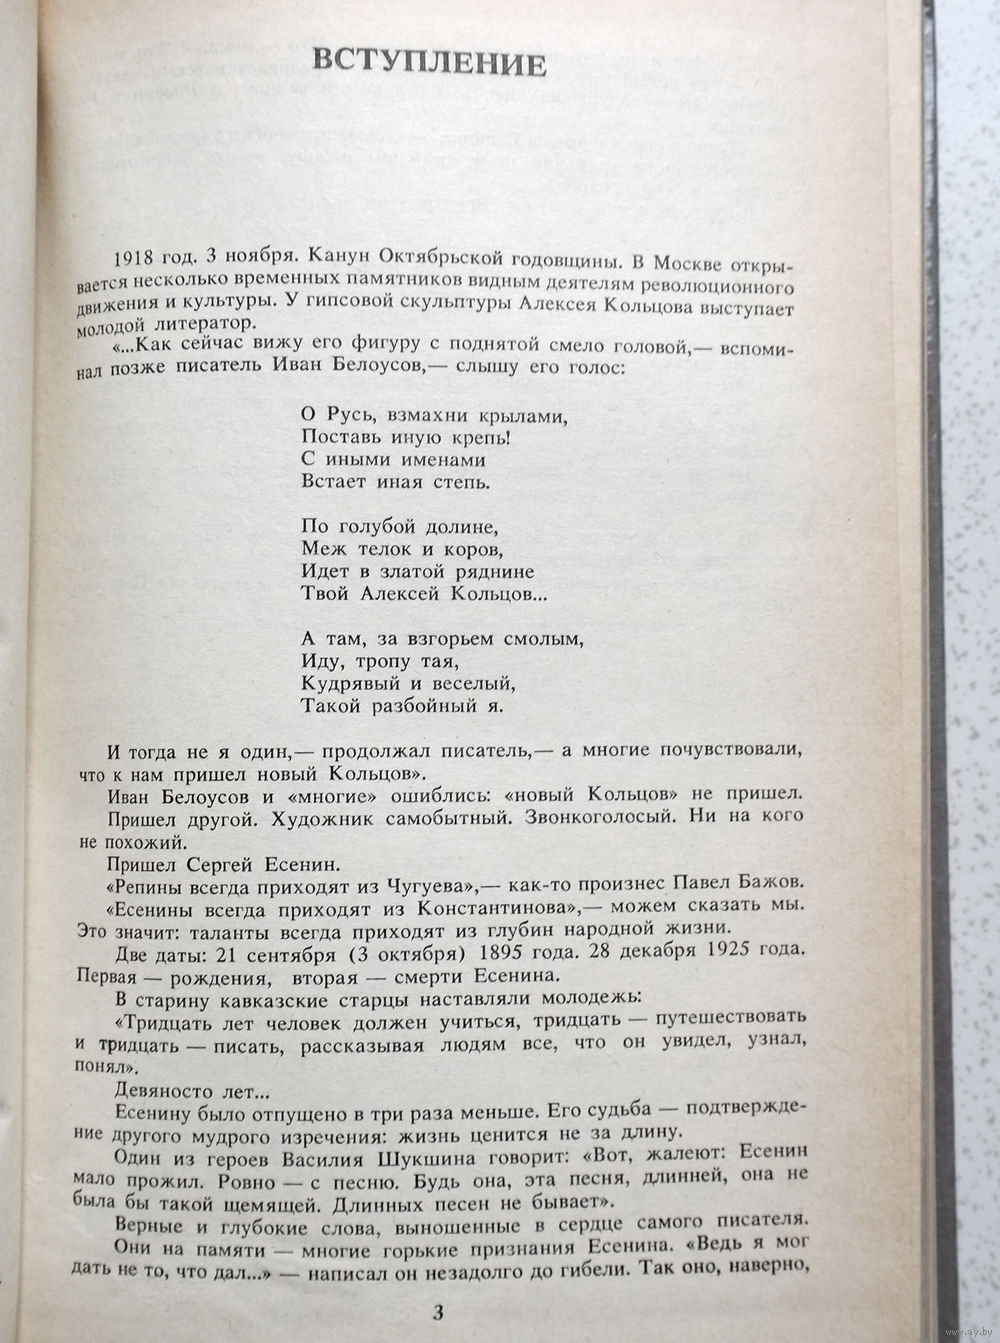 ВСТУПЛЕНИЕ
1918 год. 3 ноября. Канун Октябрьской годовщины. В Москве откры-
вается несколько временных памятников видным деятелям революционного
движения и культуры. У гипсовой скульптуры Алексея Кольцова выступает
молодой литератор.
«...Как сейчас вижу его фигуру с поднятой смело головой,— вспоми-
нал позже писатель Иван Белоусов,— слышу его голос:
О Русь, взмахни крылами,
Поставь иную крепь!
С иными именами
Встает иная степь.
По голубой долине,
Меж телок и коров,
Идет в златой ряднине
Твой Алексей Кольцов...
А там, за взгорьем смолым,
Иду, тропу тая,
Кудрявый и веселый,
Такой разбойный я.
И тогда не я один,— продолжал писатель,— а многие почувствовали,
что к нам пришел новый Кольцов».
Иван Белоусов и «многие» ошиблись: «новый Кольцов» не пришел.
Пришел другой. Художник самобытный. Звонкоголосый. Ни на кого
не похожий.
Пришел Сергей Есенин.
«Репины всегда приходят из Чугуева»,— как-то произнес Павел Бажов.
«Есенины всегда приходят из Константинова»,— можем сказать мы.
Это значит: таланты всегда приходят из глубин народной жизни.
Две даты: 21 сентября (3 октября) 1895 года. 28 декабря 1925 года.
Первая — рождения, вторая — смерти Есенина.
В старину кавказские старцы наставляли молодежь:
«Тридцать лет человек должен учиться, тридцать — путешествовать
и тридцать — писать, рассказывая людям все, что он увидел, узнал,
понял».
Девяносто лет...
Есенину было отпущено в три раза меньше. Его судьба — подтвержде-
ние другого мудрого изречения: жизнь ценится не за длину.
Один из героев Василия Шукшина говорит: «Вот, жалеют: Есенин
мало прожил. Ровно — с песню. Будь она, эта песня, длинней, она не
была бы такой щемящей. Длинных песен не бывает».
Верные и глубокие слова, выношенные в сердце самого писателя.
Они на памяти — многие горькие признания Есенина. «Ведь я мог
дать не то, что дал...» — написал он незадолго до гибели. Так оно, наверно,
3
www.ay.by